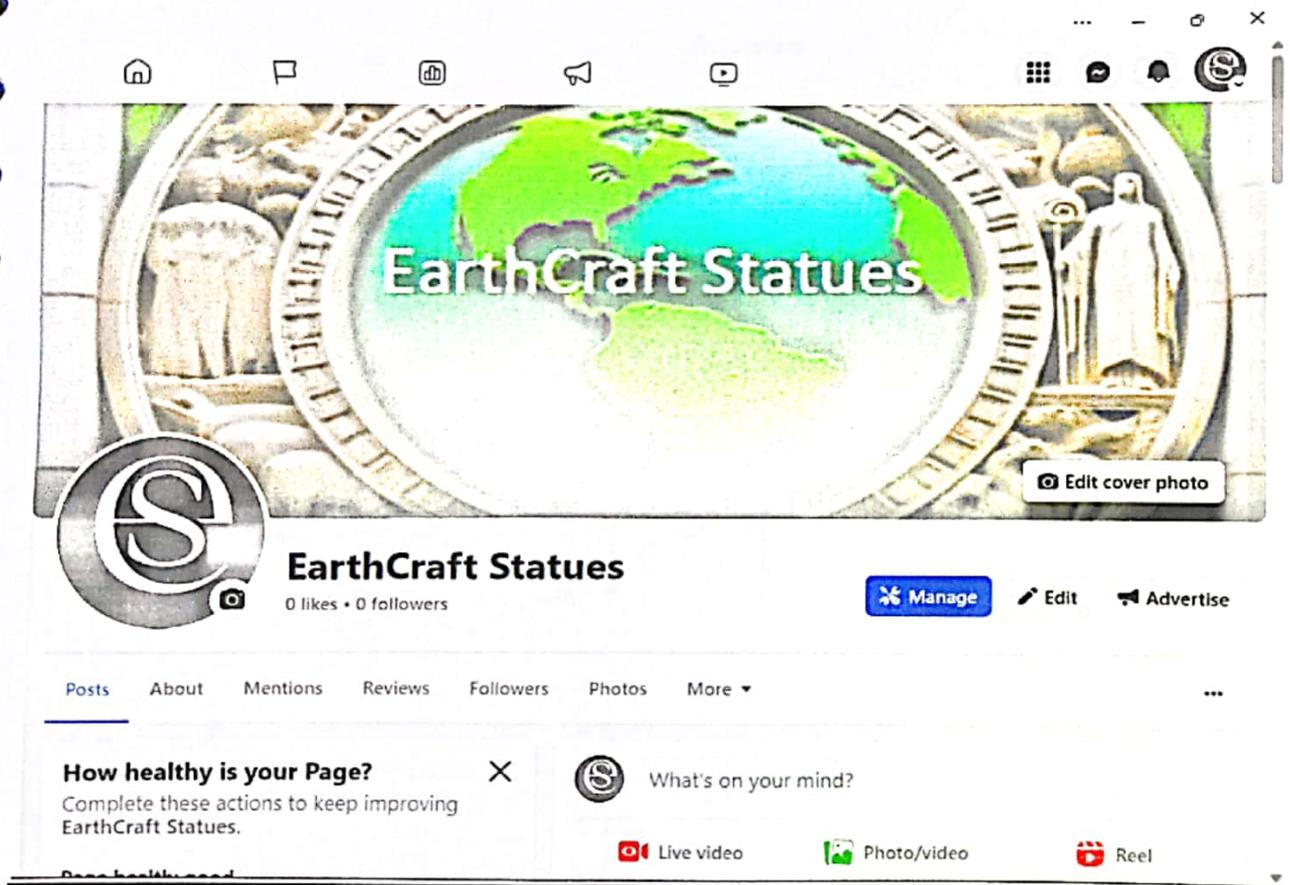 EarthCraft Statues
Edit cover photo
EarthCraft Statues
0 likes • 0 followers
Manage Edit Advertise
Posts About Mentions Reviews Followers Photos More
How healthy is your Page?
Complete these actions to keep improving
EarthCraft Statues.
What's on your mind?
Live video Photo/video Reel